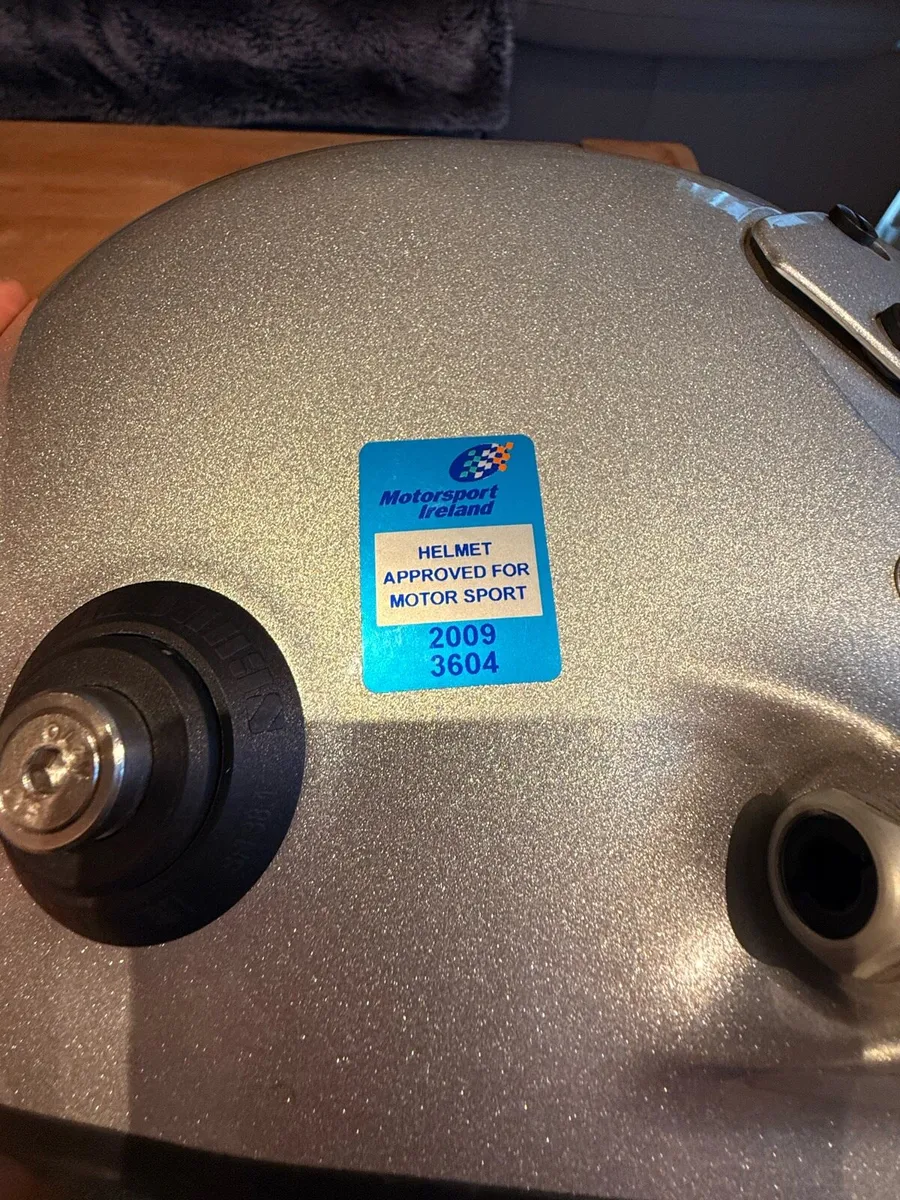 Motorsport
Ireland
HELMET
APPROVED FOR
MOTOR SPORT
2009
3604